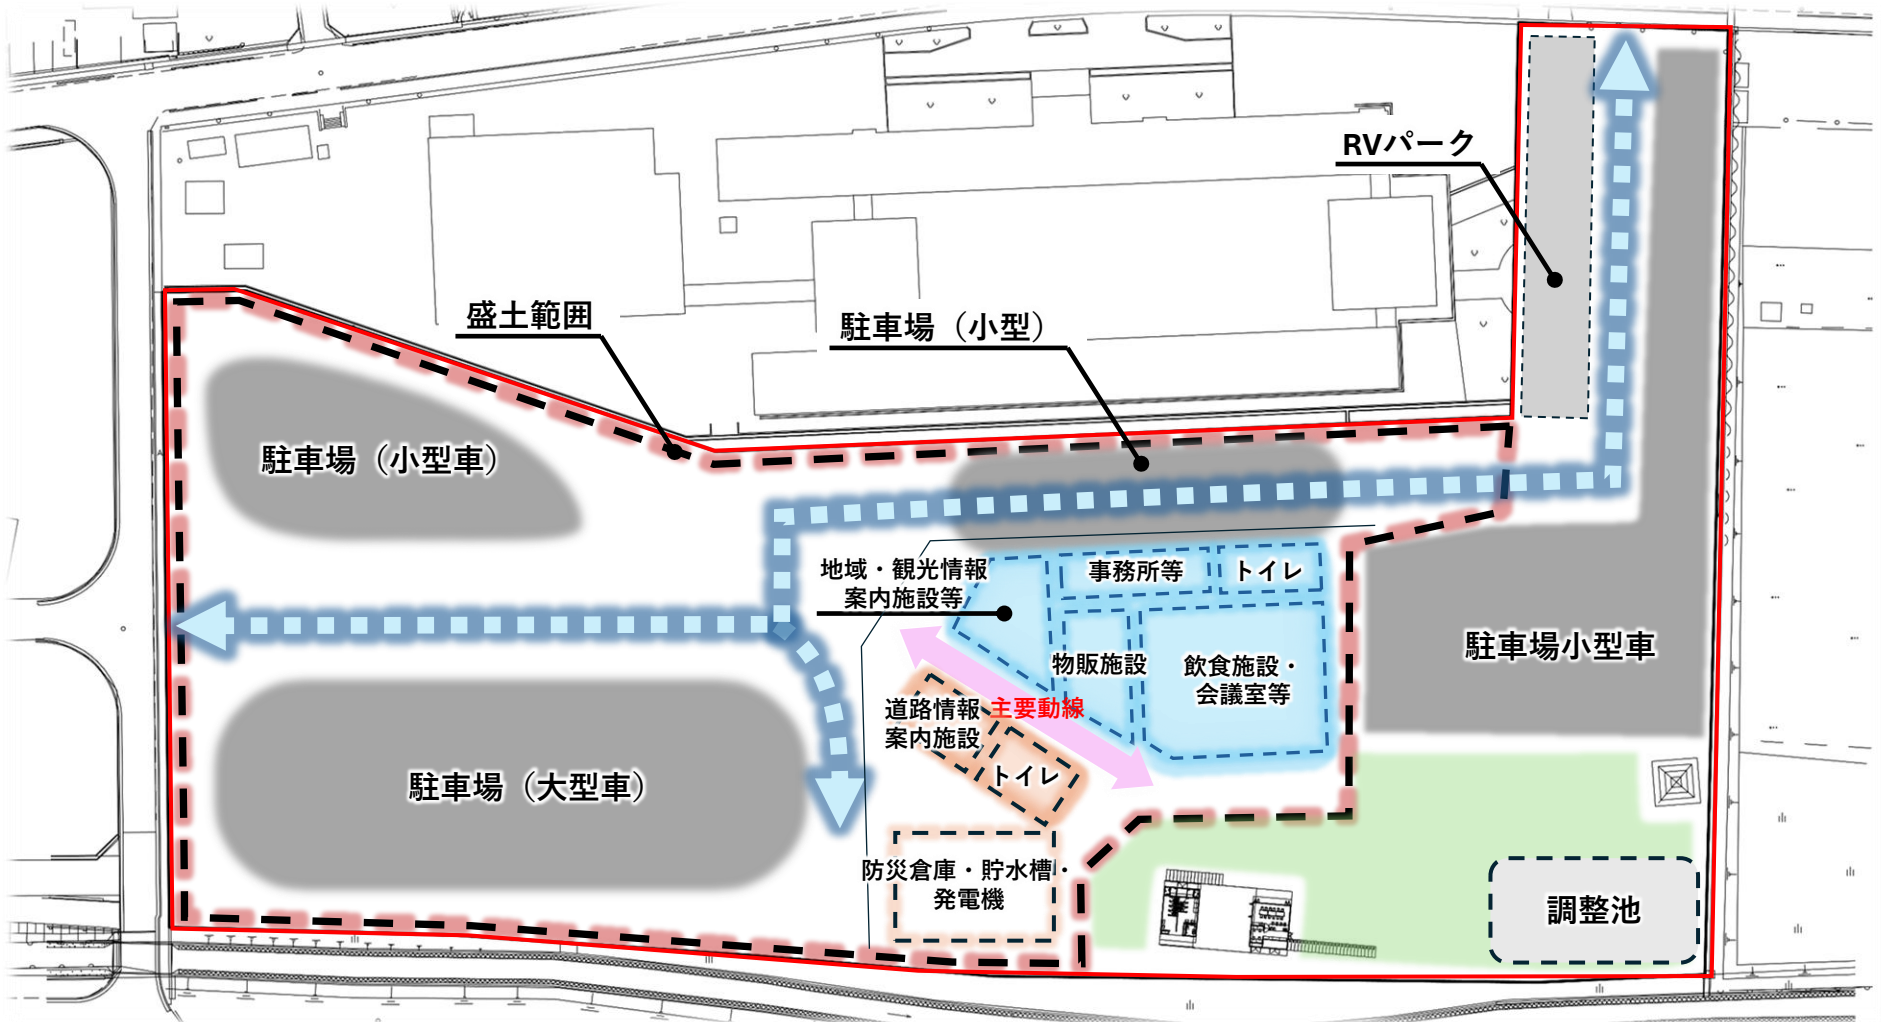 RVパーク
盛土範囲
駐車場（小型）
駐車場（小型車）
地域・観光情報
案内施設等
事務所等
トイレ
物販施設
飲食施設・
会議室等
駐車場小型車
道路情報
案内施設
主要動線
トイレ
駐車場（大型車）
防災倉庫・貯水槽・
発電機
調整池